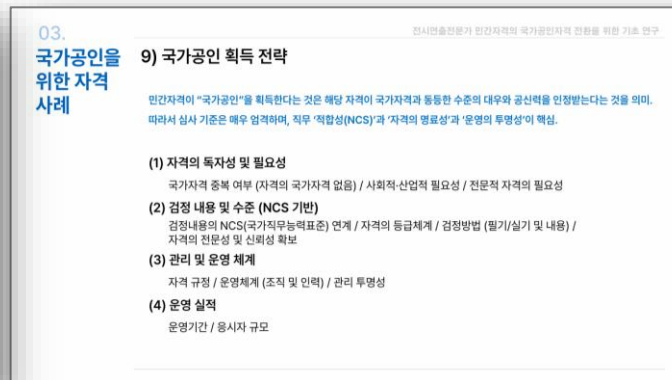 03.
전시연출전문가 민간자격의 국가공인자격 전환을 위한 기초 연구
국가공인을
위한 자격
사례
9) 국가공인 획득 전략
민간자격이 “국가공인”을 획득한다는 것은 해당 자격이 국가자격과 동등한 수준의 대우와 공신력을 인정받는다는 것을 의미.
따라서 심사 기준은 매우 엄격하며, 직무 ‘적합성(NCS)’과 ‘자격의 명료성’과 ‘운영의 투명성’이 핵심.
(1) 자격의 독자성 및 필요성
국가자격 중복 여부 (자격의 국가자격 없음) / 사회적·산업적 필요성 / 전문적 자격의 필요성
(2) 검정 내용 및 수준 (NCS 기반)
검정내용의 NCS(국가직무능력표준) 연계 / 자격의 등급체계 / 검정방법 (필기/실기 및 내용) /
자격의 전문성 및 신뢰성 확보
(3) 관리 및 운영 체계
자격 규정 / 운영체계 (조직 및 인력) / 관리 투명성
(4) 운영 실적
운영기간 / 응시자 규모